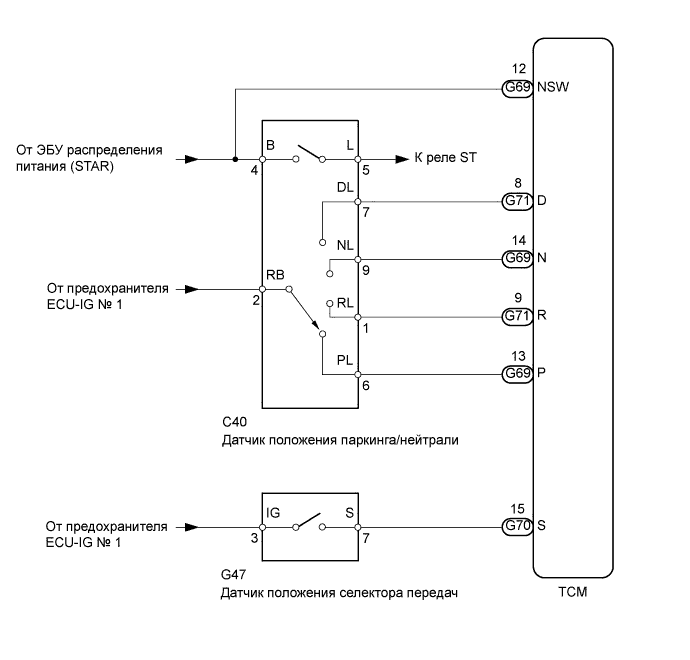 12
G69 NSW
От ЭБУ распределения
питания (STAR)
B
L
4
5
К реле ST
DL
7
8
G71 D
NL
9
14
G69 N
От предохранителя
ECU-IG № 1
RB
2
RL
1
9
G71 R
PL
6
13
G69 P
C40
Датчик положения паркинга/нейтрали
От предохранителя
ECU-IG № 1
IG
S
3
7
15
G70 S
G47
Датчик положения селектора передач
TCM